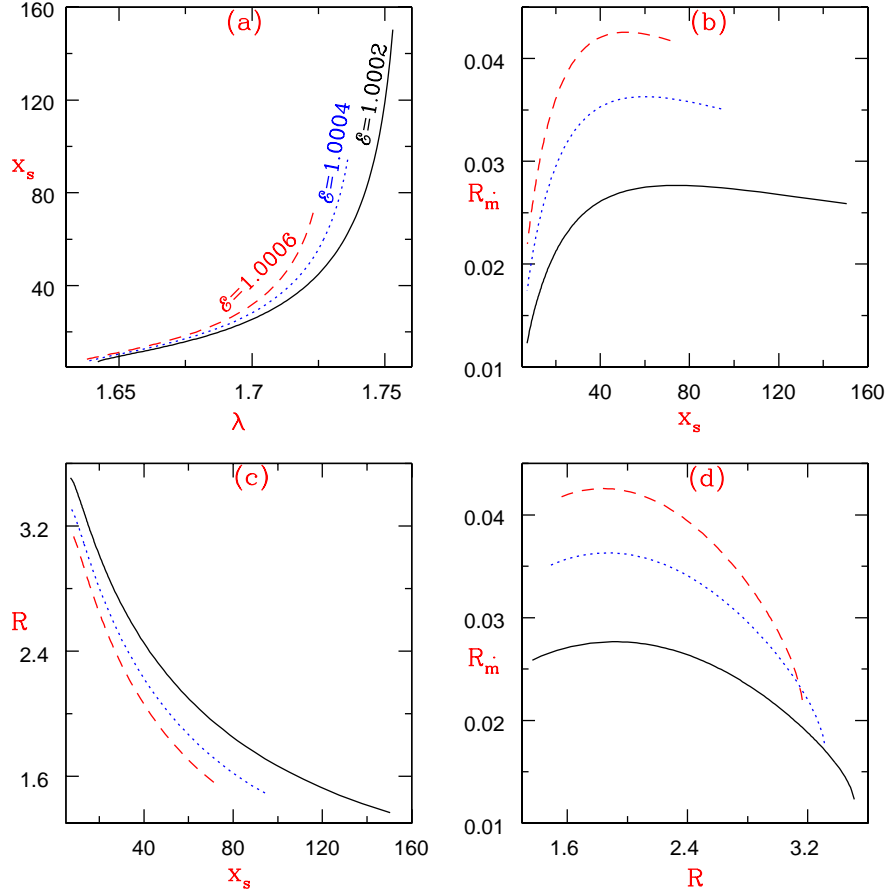 160
(a)
120
80
40
x_s
ℰ=1.0006
ℰ=1.0004
ℰ=1.0002
1.65
1.7
1.75
λ
(b)
0.04
0.03
0.02
0.01
R_ṁ
40
80
120
160
x_s
(c)
3.2
2.4
1.6
R
40
80
120
160
x_s
(d)
0.04
0.03
0.02
0.01
R_ṁ
1.6
2.4
3.2
R